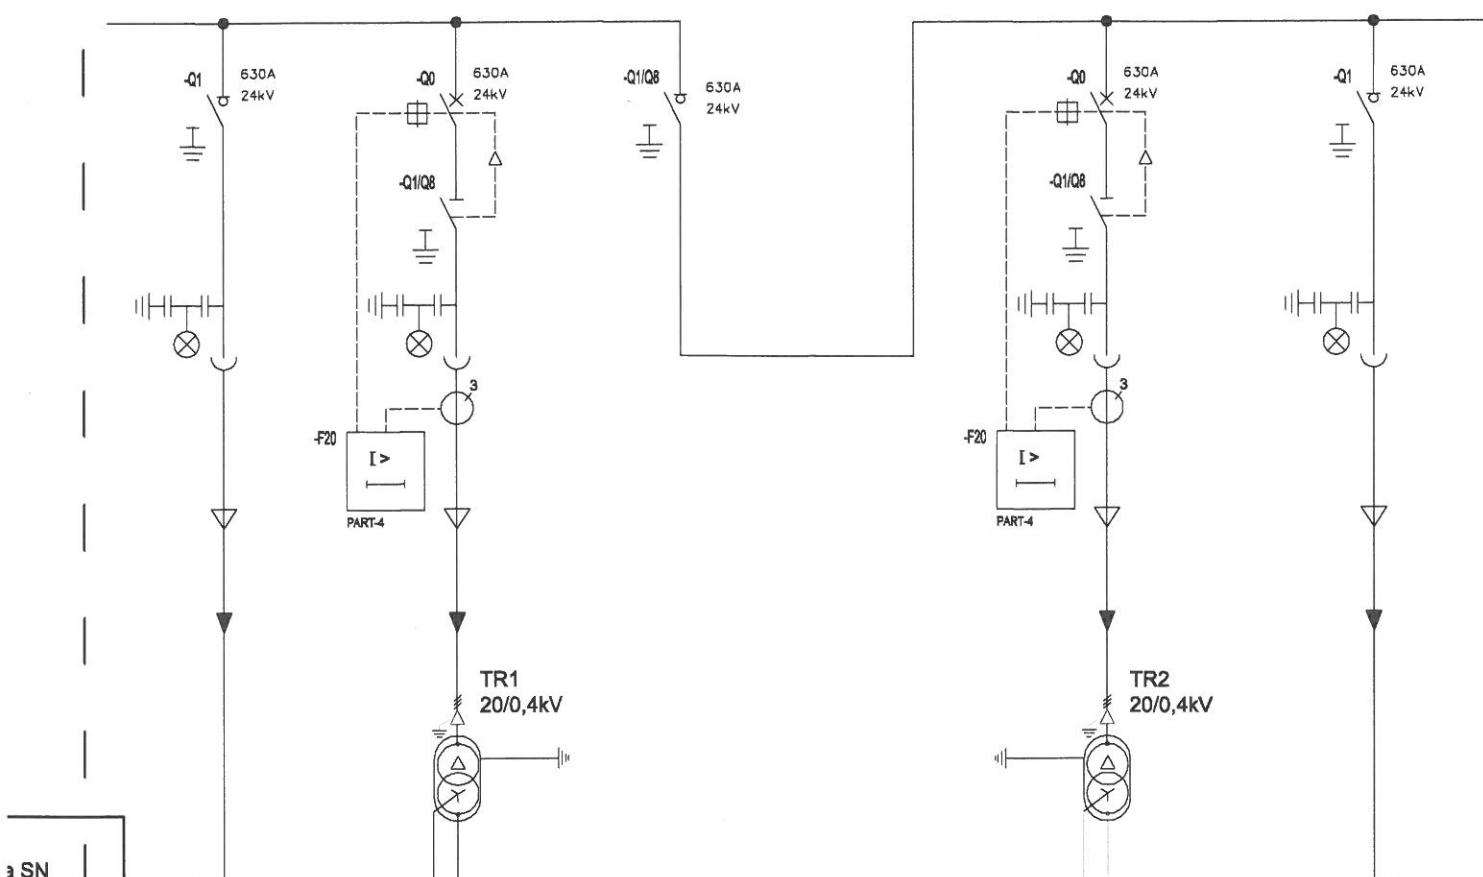 -Q1
630A
24kV
-Q0
630A
24kV
-Q1/Q8
630A
24kV
-Q0
630A
24kV
-Q1
630A
24kV
-Q1/Q8
-Q1/Q8
3
3
-F20
I >
PART-4
-F20
I >
PART-4
TR1
20/0,4kV
TR2
20/0,4kV
a SN